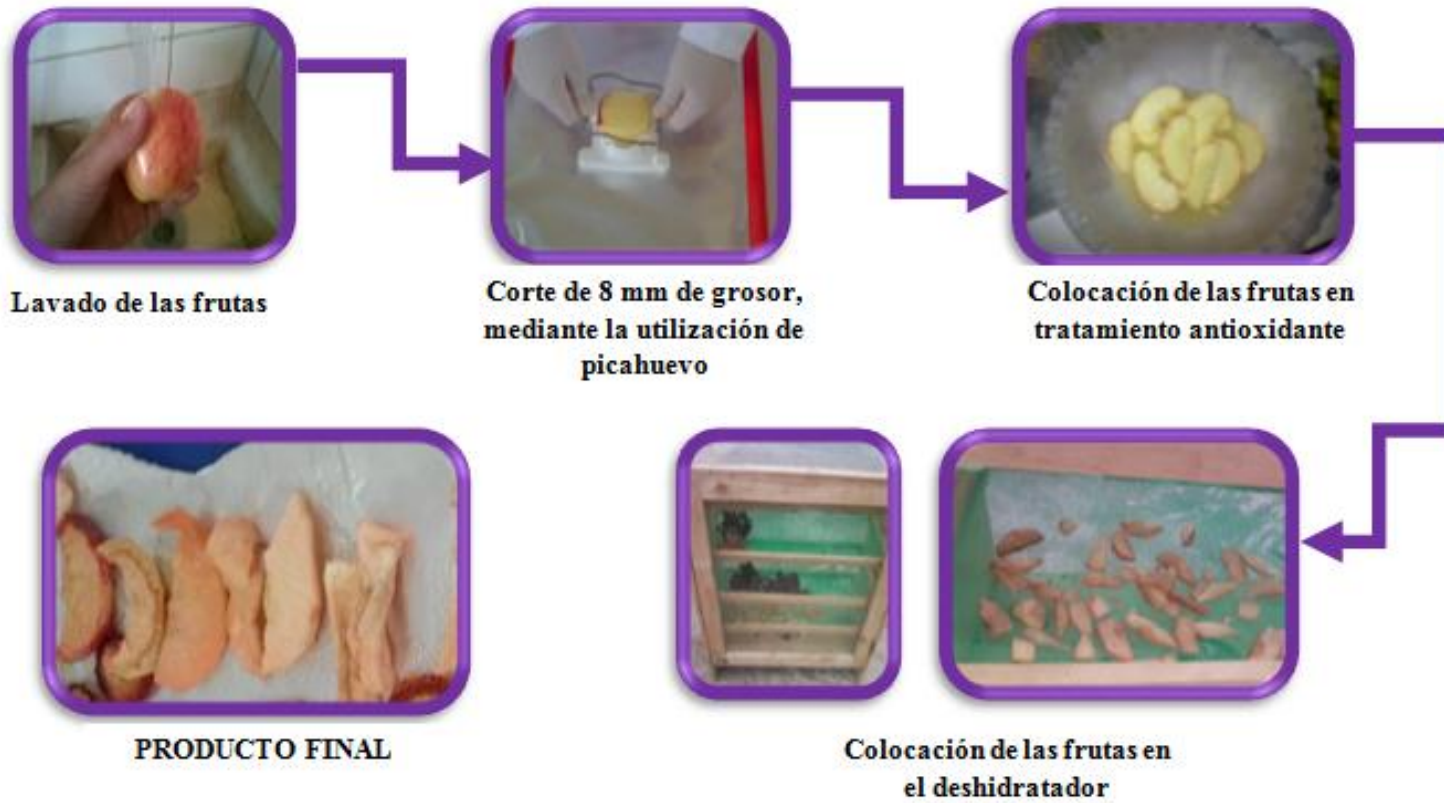 Lavado de las frutas
Corte de 8 mm de grosor,
mediante la utilización de
picahuevo
Colocación de las frutas en
tratamiento antioxidante
Colocación de las frutas en
el deshidratador
PRODUCTO FINAL